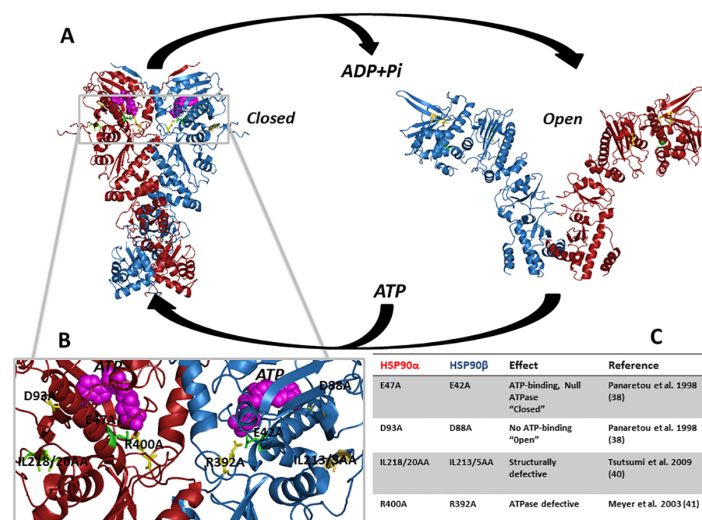 A
ADP+Pi
Closed
Open
ATP
B
C
ATP
ATP
D93A
E47A
R400A
IL218/20AA
D88A
E42A
R392A
IL213/5AA
HSP90α HSP90β Effect Reference
E47A E42A ATP-binding, Null ATPase "Closed" Panaretou et al. 1998 (38)
D93A D88A No ATP-binding "Open" Panaretou et al. 1998 (38)
IL218/20AA IL213/5AA Structurally defective Tsutsumi et al. 2009 (40)
R400A R392A ATPase defective Meyer et al. 2003 (41)